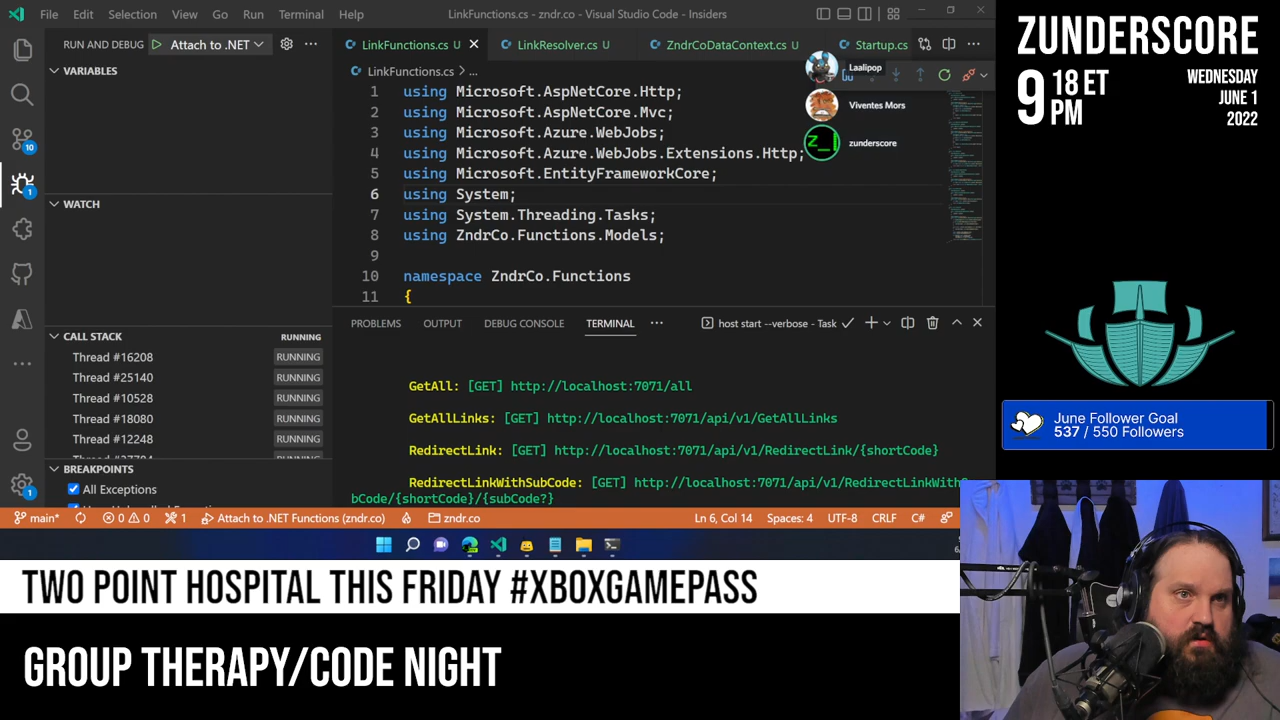 File Edit Selection View Go Run Terminal Help
LinkFunctions.cs - zndr.co - Visual Studio Code - Insiders
RUN AND DEBUG
Attach to .NET
LinkFunctions.cs U
LinkResolver.cs U
ZndrCoDataContext.cs U
Startup.cs
VARIABLES
LinkFunctions.cs > ...
1 using Microsoft.AspNetCore.Http;
2 using Microsoft.AspNetCore.Mvc;
3 using Microsoft.Azure.WebJobs;
4 using Microsoft.Azure.WebJobs.Extensions.Http;
5 using Microsoft.EntityFrameworkCore;
6 using System;
7 using System.Threading.Tasks;
8 using ZndrCo.Functions.Models;
9
10 namespace ZndrCo.Functions
11 {
Laalipop
Viventes Mors
zunderscore
10
1
WATCH
CALL STACK
RUNNING
Thread #16208 RUNNING
Thread #25140 RUNNING
Thread #10528 RUNNING
Thread #18080 RUNNING
Thread #12248 RUNNING
BREAKPOINTS
All Exceptions
1
PROBLEMS OUTPUT DEBUG CONSOLE TERMINAL ...
host start --verbose - Task
GetAll: [GET] http://localhost:7071/all
GetAllLinks: [GET] http://localhost:7071/api/v1/GetAllLinks
RedirectLink: [GET] http://localhost:7071/api/v1/RedirectLink/{shortCode}
RedirectLinkWithSubCode: [GET] http://localhost:7071/api/v1/RedirectLinkWithS
bCode/{shortCode}/{subCode?}
main* 0 0 1 Attach to .NET Functions (zndr.co) zndr.co
Ln 6, Col 14 Spaces: 4 UTF-8 CRLF C#
ZUNDERSCORE
9 18 ET PM
WEDNESDAY
JUNE 1
2022
June Follower Goal
537 / 550 Followers
TWO POINT HOSPITAL THIS FRIDAY #XBOXGAMEPASS
GROUP THERAPY/CODE NIGHT